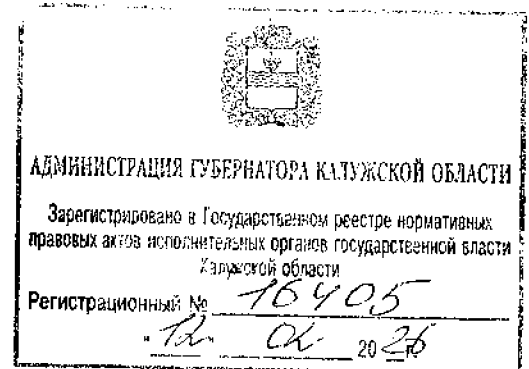 АДМИНИСТРАЦИЯ ГУБЕРНАТОРА КАЛУЖСКОЙ ОБЛАСТИ
Зарегистрировано в Государственном реестре нормативных
правовых актов исполнительных органов государственной власти
Калужской области
Регистрационный № 16405
"12" 02 2026